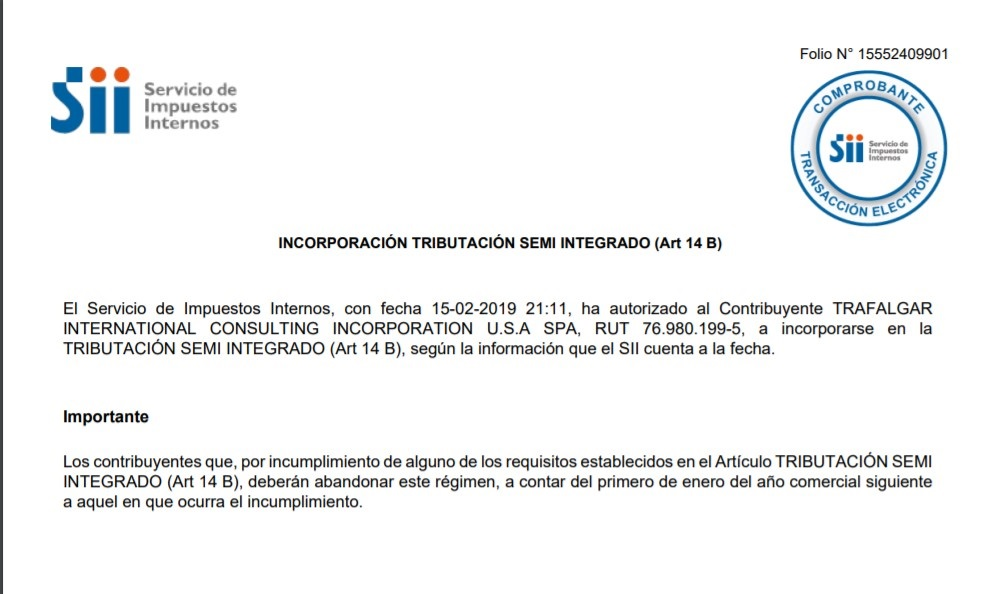 Folio N° 15552409901
Sii Servicio de
Impuestos
Internos
COMPROBANTE
Sii Servicio de
Impuestos
Internos
TRANSACCIÓN ELECTRÓNICA
INCORPORACIÓN TRIBUTACIÓN SEMI INTEGRADO (Art 14 B)
El Servicio de Impuestos Internos, con fecha 15-02-2019 21:11, ha autorizado al Contribuyente TRAFALGAR
INTERNATIONAL CONSULTING INCORPORATION U.S.A SPA, RUT 76.980.199-5, a incorporarse en la
TRIBUTACIÓN SEMI INTEGRADO (Art 14 B), según la información que el SII cuenta a la fecha.
Importante
Los contribuyentes que, por incumplimiento de alguno de los requisitos establecidos en el Artículo TRIBUTACIÓN SEMI
INTEGRADO (Art 14 B), deberán abandonar este régimen, a contar del primero de enero del año comercial siguiente
a aquel en que ocurra el incumplimiento.